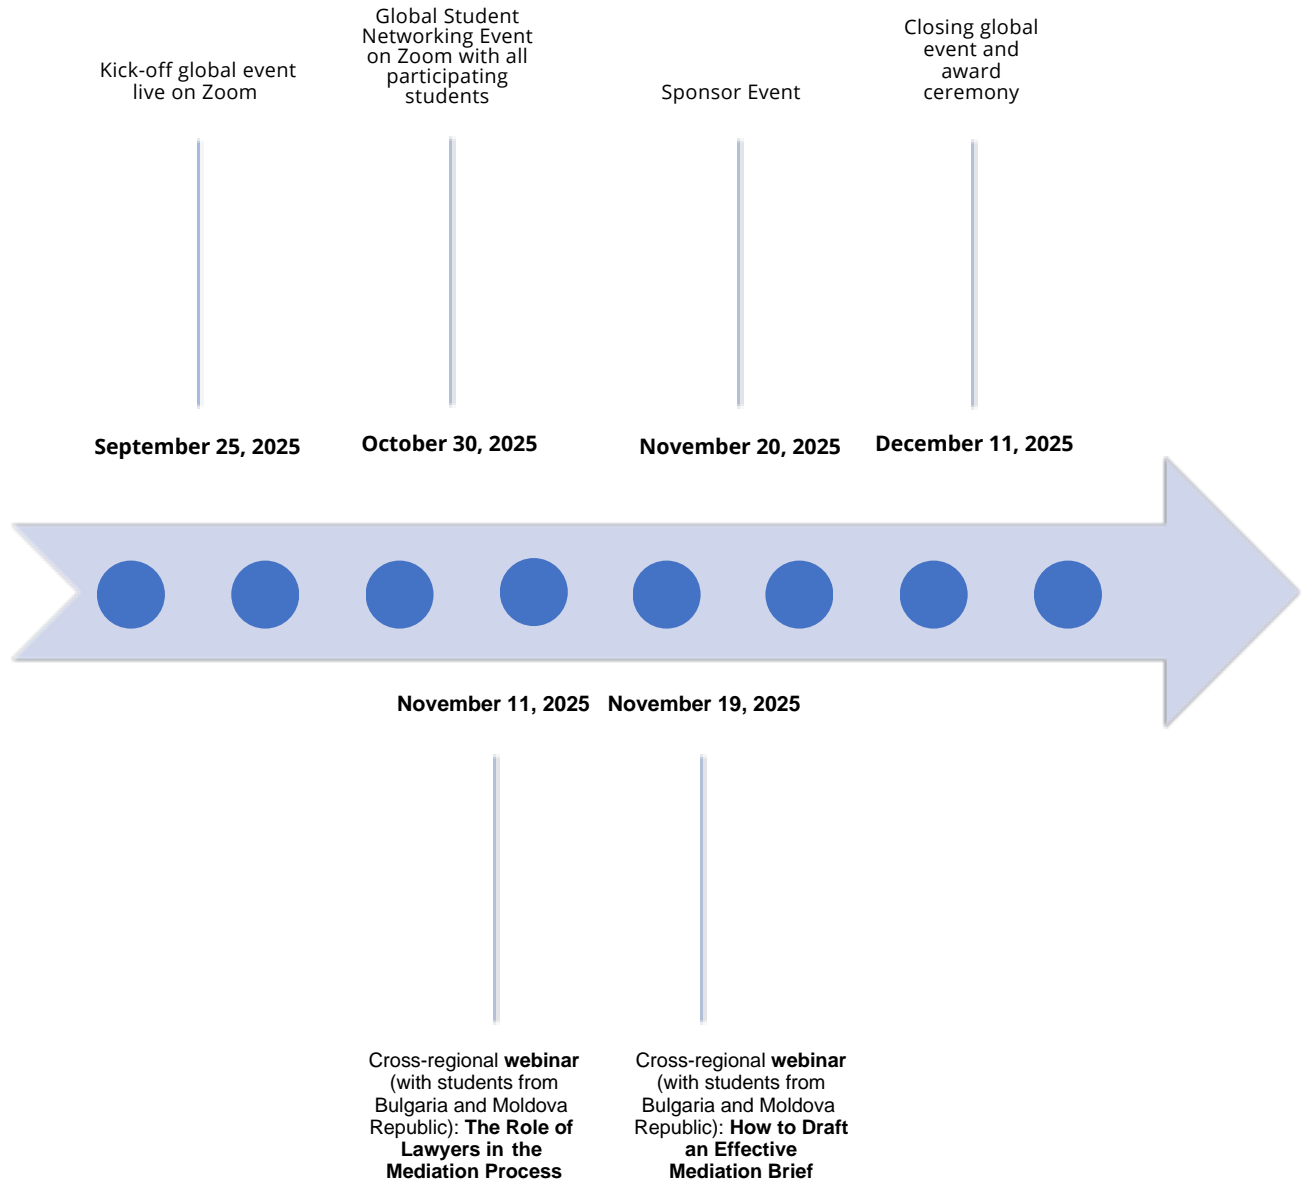 Kick-off global event
live on Zoom
Global Student
Networking Event
on Zoom with all
participating
students
Sponsor Event
Closing global
event and
award
ceremony
September 25, 2025
October 30, 2025
November 20, 2025
December 11, 2025
November 11, 2025
November 19, 2025
Cross-regional webinar
(with students from
Bulgaria and Moldova
Republic): The Role of
Lawyers in the
Mediation Process
Cross-regional webinar
(with students from
Bulgaria and Moldova
Republic): How to Draft
an Effective
Mediation Brief